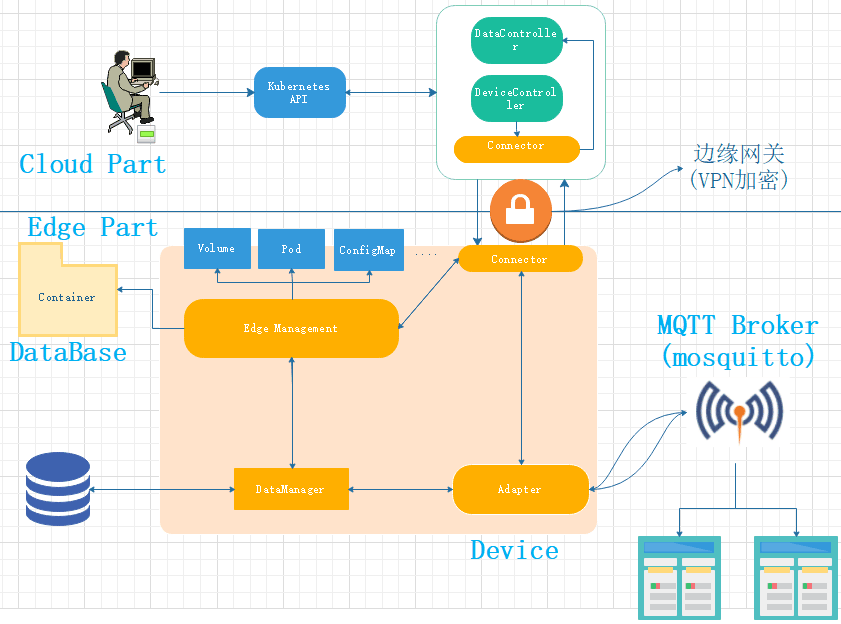 DataControlle
r
DeviceControl
ler
Kubernetes
API
Connector
Cloud Part
边缘网关
(VPN加密)
Edge Part
Volume
Pod
ConfigMap
....
Connector
Container
Edge Management
DataBase
MQTT Broker
(mosquitto)
DataManager
Adapter
Device